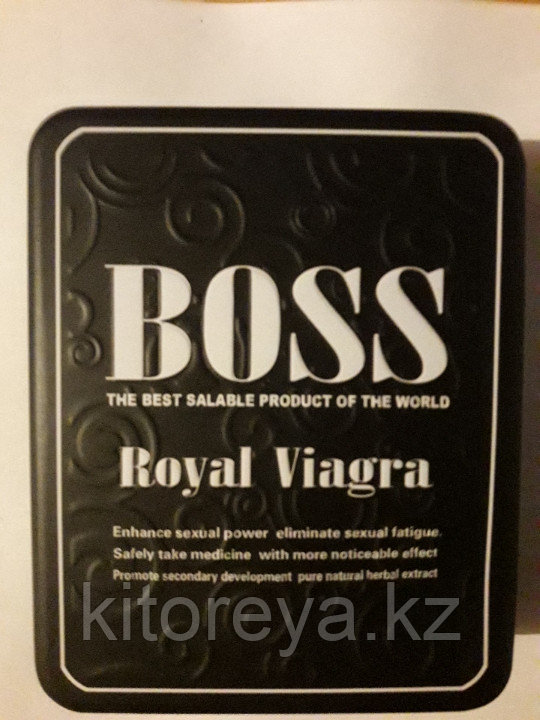 BOSS
THE BEST SALABLE PRODUCT OF THE WORLD
Royal Viagra
Enhance sexual power eliminate sexual fatigue.
Safely take medicine with more noticeable effect
Promote secondary development pure natural herbal extract
kitoreya.kz